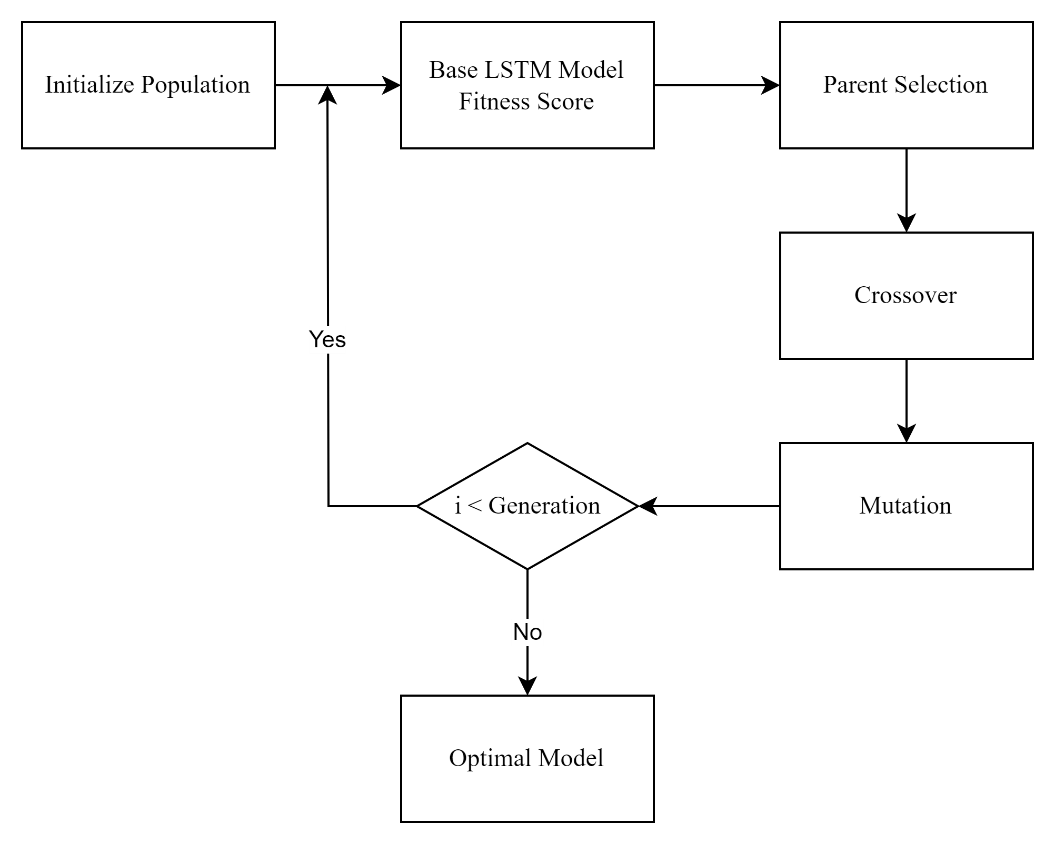 Initialize Population
Base LSTM Model
Fitness Score
Parent Selection
Crossover
Yes
i < Generation
Mutation
No
Optimal Model